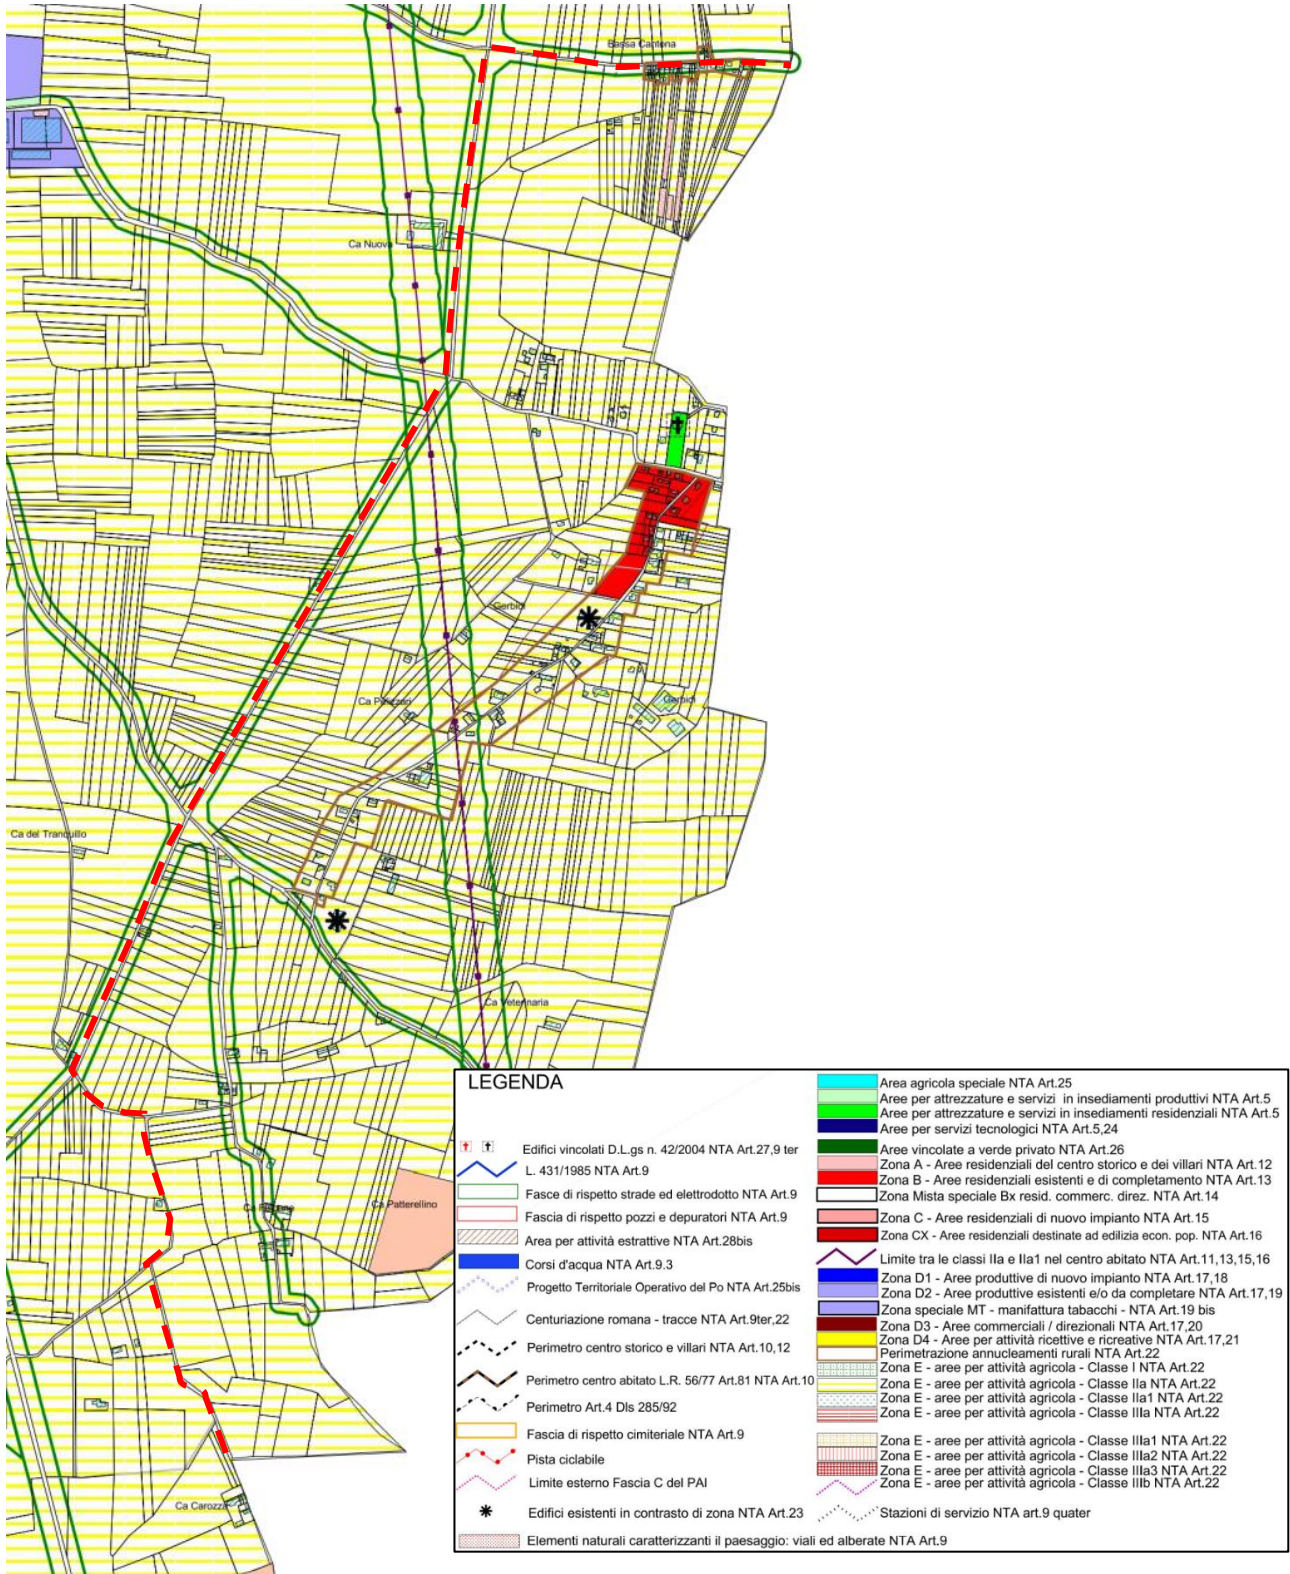 Bassa Cantona
Ca Nuova
Gerbidi
Ca Pelizzari
Gerbidi
Ca del Tranquillo
Ca Veterinaria
Ca Patterellino
Ca Carozza
LEGENDA
Edifici vincolati D.L.gs n. 42/2004 NTA Art.27,9 ter
L. 431/1985 NTA Art.9
Fasce di rispetto strade ed elettrodotto NTA Art.9
Fascia di rispetto pozzi e depuratori NTA Art.9
Area per attività estrattive NTA Art.28bis
Corsi d'acqua NTA Art.9.3
Progetto Territoriale Operativo del Po NTA Art.25bis
Centuriazione romana - tracce NTA Art.9ter,22
Perimetro centro storico e villari NTA Art.10,12
Perimetro centro abitato L.R. 56/77 Art.81 NTA Art.10
Perimetro Art.4 Dls 285/92
Fascia di rispetto cimiteriale NTA Art.9
Pista ciclabile
Limite esterno Fascia C del PAI
Edifici esistenti in contrasto di zona NTA Art.23
Elementi naturali caratterizzanti il paesaggio: viali ed alberate NTA Art.9
Area agricola speciale NTA Art.25
Aree per attrezzature e servizi in insediamenti produttivi NTA Art.5
Aree per attrezzature e servizi in insediamenti residenziali NTA Art.5
Aree per servizi tecnologici NTA Art.5,24
Aree vincolate a verde privato NTA Art.26
Zona A - Aree residenziali del centro storico e dei villari NTA Art.12
Zona B - Aree residenziali esistenti e di completamento NTA Art.13
Zona Mista speciale Bx resid. commerc. direz. NTA Art.14
Zona C - Aree residenziali di nuovo impianto NTA Art.15
Zona CX - Aree residenziali destinate ad edilizia econ. pop. NTA Art.16
Limite tra le classi IIa e IIa1 nel centro abitato NTA Art.11,13,15,16
Zona D1 - Aree produttive di nuovo impianto NTA Art.17,18
Zona D2 - Aree produttive esistenti e/o da completare NTA Art.17,19
Zona speciale MT - manifattura tabacchi - NTA Art.19 bis
Zona D3 - Aree commerciali / direzionali NTA Art.17,20
Zona D4 - Aree per attività ricettive e ricreative NTA Art.17,21
Perimetrazione annucleamenti rurali NTA Art.22
Zona E - aree per attività agricola - Classe I NTA Art.22
Zona E - aree per attività agricola - Classe IIa NTA Art.22
Zona E - aree per attività agricola - Classe IIa1 NTA Art.22
Zona E - aree per attività agricola - Classe IIIa NTA Art.22
Zona E - aree per attività agricola - Classe IIIa1 NTA Art.22
Zona E - aree per attività agricola - Classe IIIa2 NTA Art.22
Zona E - aree per attività agricola - Classe IIIa3 NTA Art.22
Zona E - aree per attività agricola - Classe IIIb NTA Art.22
Stazioni di servizio NTA art.9 quater